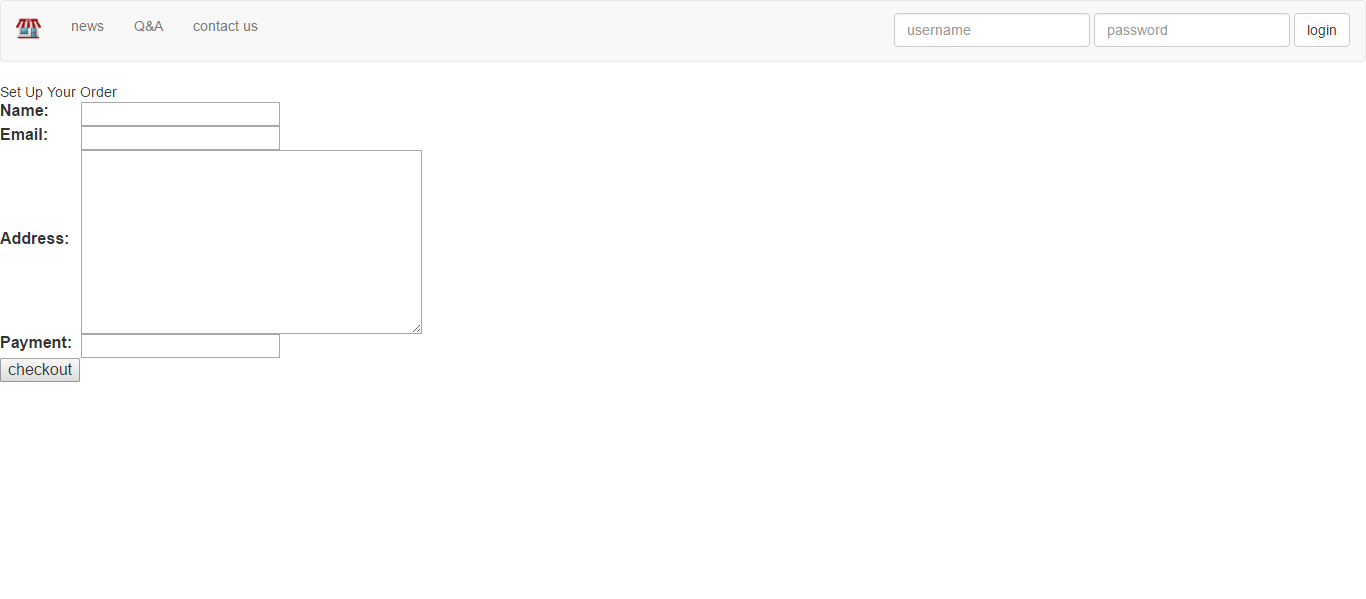 news Q&A contact us username password login
Set Up Your Order
Name:
Email:
Address:
Payment:
checkout